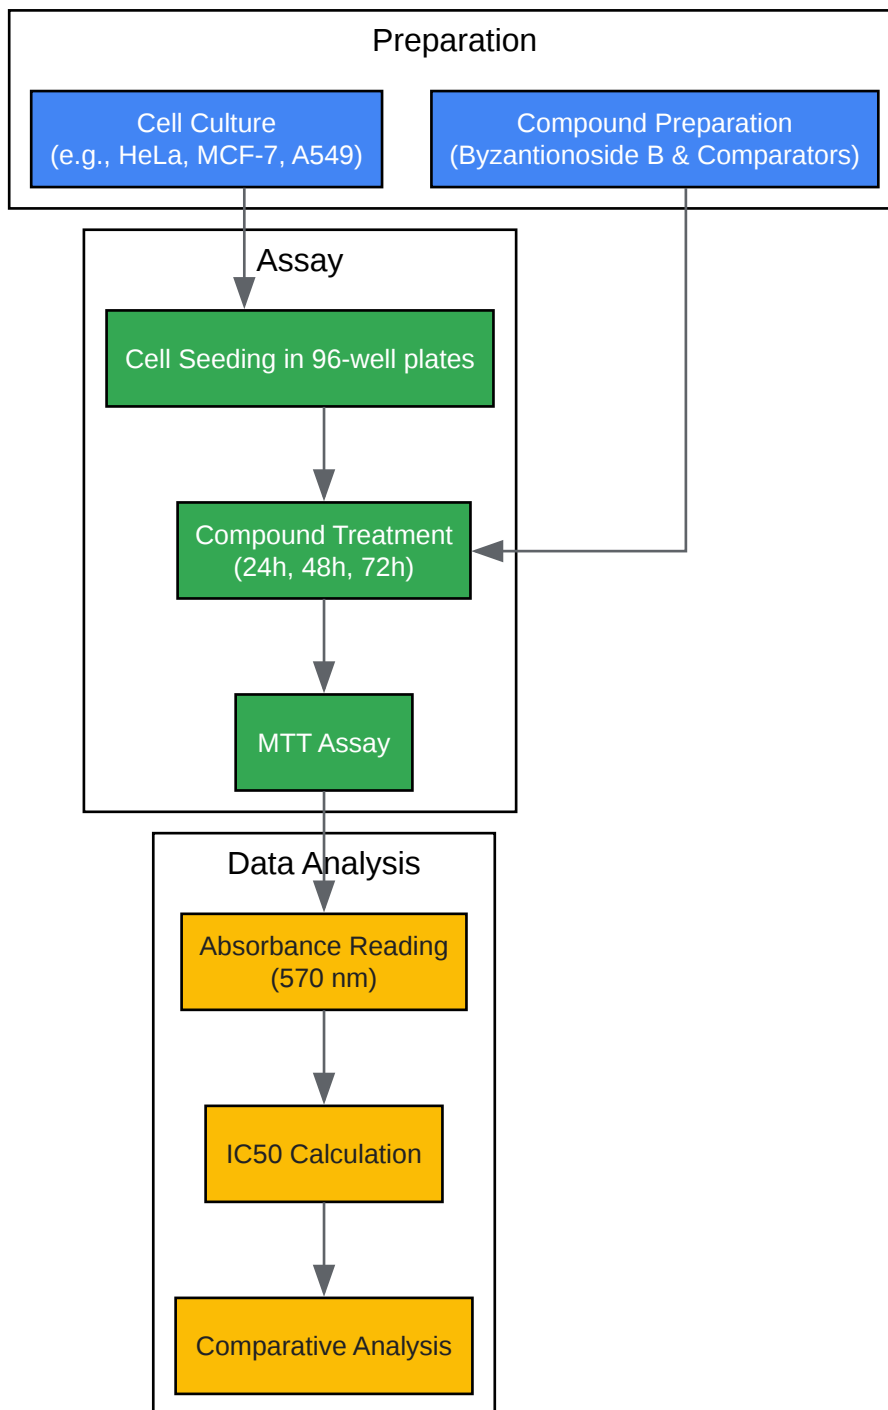 Preparation
Cell Culture
(e.g., HeLa, MCF-7, A549)
Compound Preparation
(Byzantionoside B & Comparators)
Assay
Cell Seeding in 96-well plates
Compound Treatment
(24h, 48h, 72h)
MTT Assay
Data Analysis
Absorbance Reading
(570 nm)
IC50 Calculation
Comparative Analysis